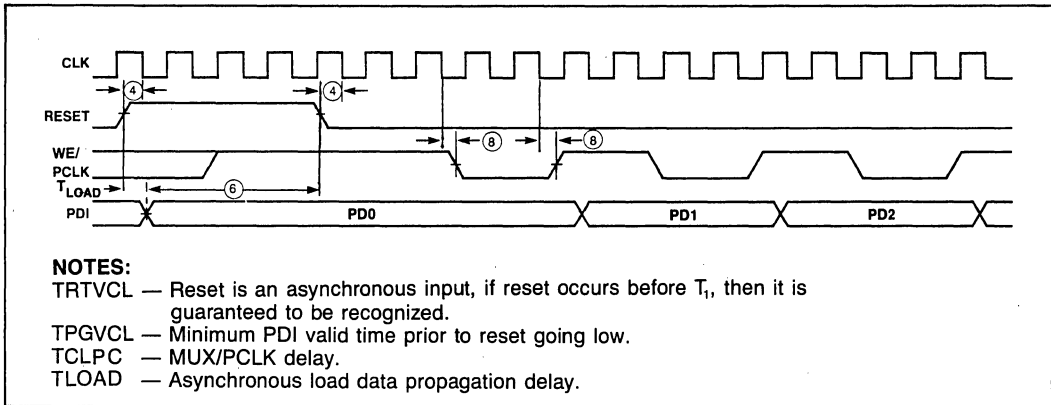 CLK
4
4
RESET
8
8
WE/
PCLK
TLOAD
6
PDI
PD0
PD1
PD2
NOTES:
TRTVCL — Reset is an asynchronous input, if reset occurs before T1, then it is
guaranteed to be recognized.
TPGVCL — Minimum PDI valid time prior to reset going low.
TCLPC — MUX/PCLK delay.
TLOAD — Asynchronous load data propagation delay.